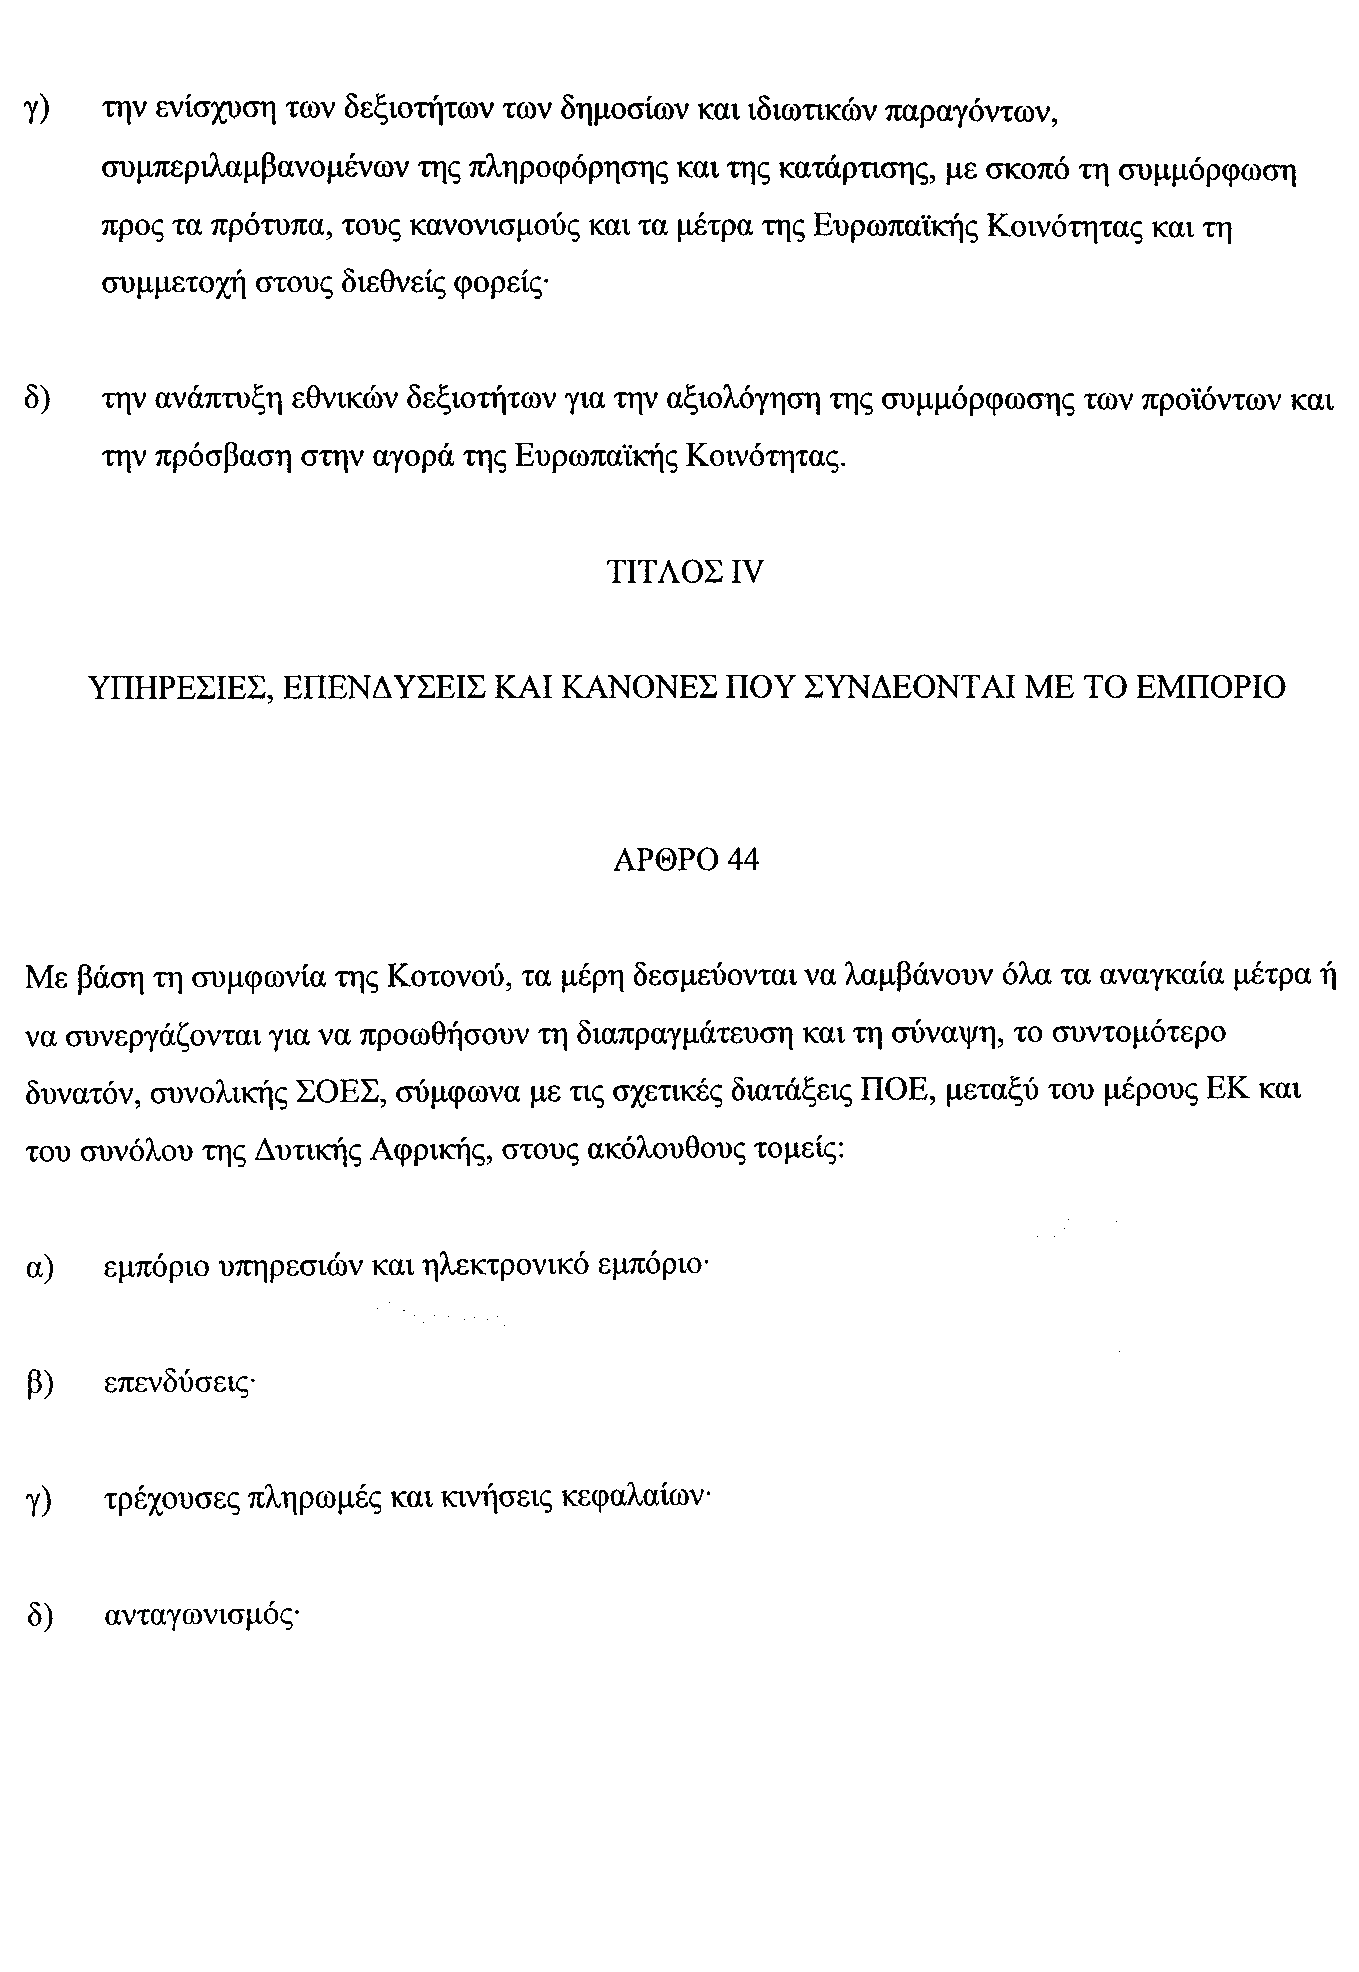 γ) την ενίσχυση των δεξιοτήτων των δημοσίων και ιδιωτικών παραγόντων,
συμπεριλαμβανομένων της πληροφόρησης και της κατάρτισης, με σκοπό τη συμμόρφωση
προς τα πρότυπα, τους κανονισμούς και τα μέτρα της Ευρωπαϊκής Κοινότητας και τη
συμμετοχή στους διεθνείς φορείς·
δ) την ανάπτυξη εθνικών δεξιοτήτων για την αξιολόγηση της συμμόρφωσης των προϊόντων και
την πρόσβαση στην αγορά της Ευρωπαϊκής Κοινότητας.
ΤΙΤΛΟΣ IV
ΥΠΗΡΕΣΙΕΣ, ΕΠΕΝΔΥΣΕΙΣ ΚΑΙ ΚΑΝΟΝΕΣ ΠΟΥ ΣΥΝΔΕΟΝΤΑΙ ΜΕ ΤΟ ΕΜΠΟΡΙΟ
ΑΡΘΡΟ 44
Με βάση τη συμφωνία της Κοτονού, τα μέρη δεσμεύονται να λαμβάνουν όλα τα αναγκαία μέτρα ή
να συνεργάζονται για να προωθήσουν τη διαπραγμάτευση και τη σύναψη, το συντομότερο
δυνατόν, συνολικής ΣΟΕΣ, σύμφωνα με τις σχετικές διατάξεις ΠΟΕ, μεταξύ του μέρους ΕΚ και
του συνόλου της Δυτικής Αφρικής, στους ακόλουθους τομείς:
α) εμπόριο υπηρεσιών και ηλεκτρονικό εμπόριο·
β) επενδύσεις·
γ) τρέχουσες πληρωμές και κινήσεις κεφαλαίων·
δ) ανταγωνισμός·